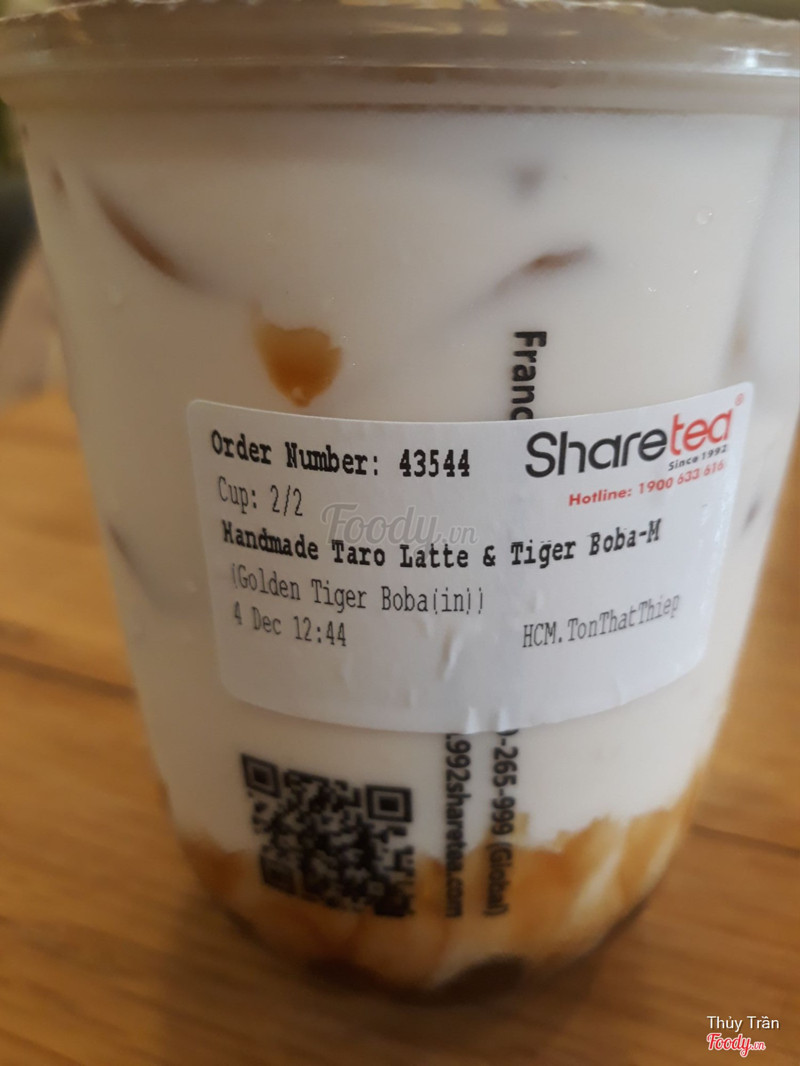 Franc
Order Number: 43544
Sharetea®
Since 1992
Hotline: 1900 633 616
Cup: 2/2
Foody.vn
Handmade Taro Latte & Tiger Boba-M
(Golden Tiger Boba(in))
4 Dec 12:44
HCM.TonThatThiep
)-265-999 (Global)
.992sharetea.com
Thủy Trần
Foody.vn